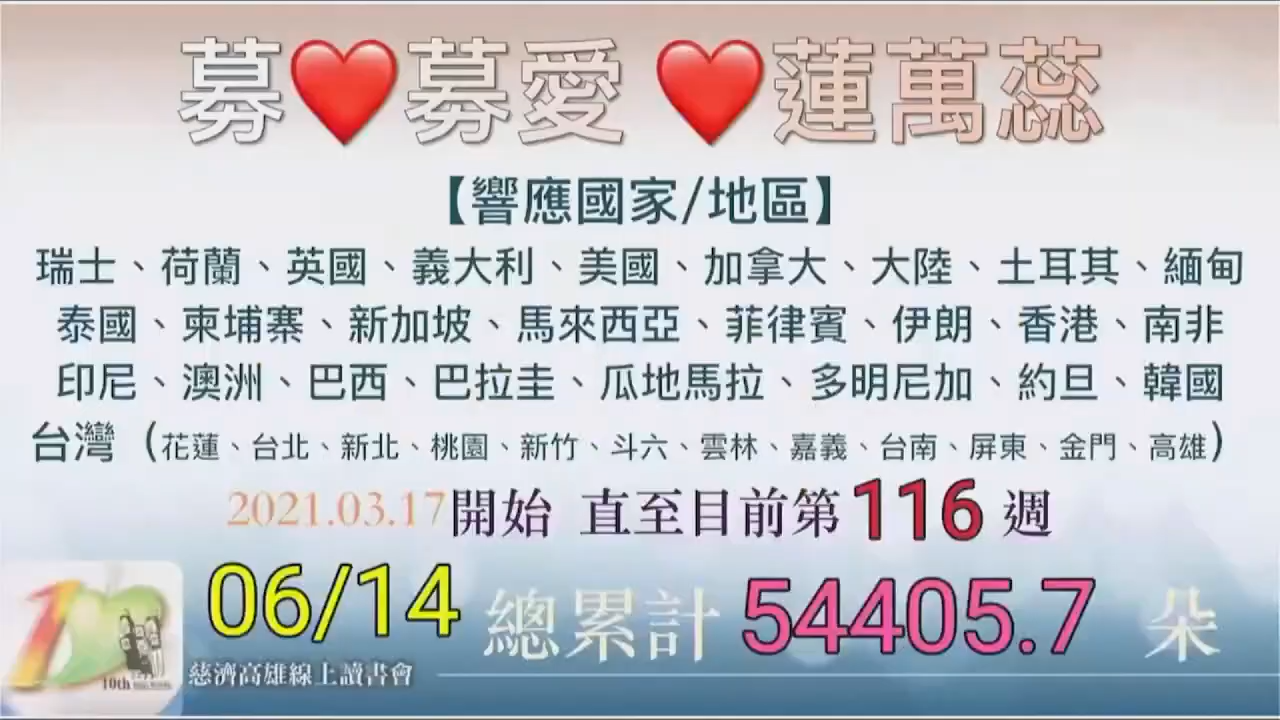 募❤️募愛 ❤️蓮萬蕊
【響應國家/地區】
瑞士、荷蘭、英國、義大利、美國、加拿大、大陸、土耳其、緬甸
泰國、柬埔寨、新加坡、馬來西亞、菲律賓、伊朗、香港、南非
印尼、澳洲、巴西、巴拉圭、瓜地馬拉、多明尼加、約旦、韓國
台灣（花蓮、台北、新北、桃園、新竹、斗六、雲林、嘉義、台南、屏東、金門、高雄）
2021.03.17開始 直至目前第116週
06/14 總累計 54405.7 朵
10
10th
慈濟高雄線上讀書會